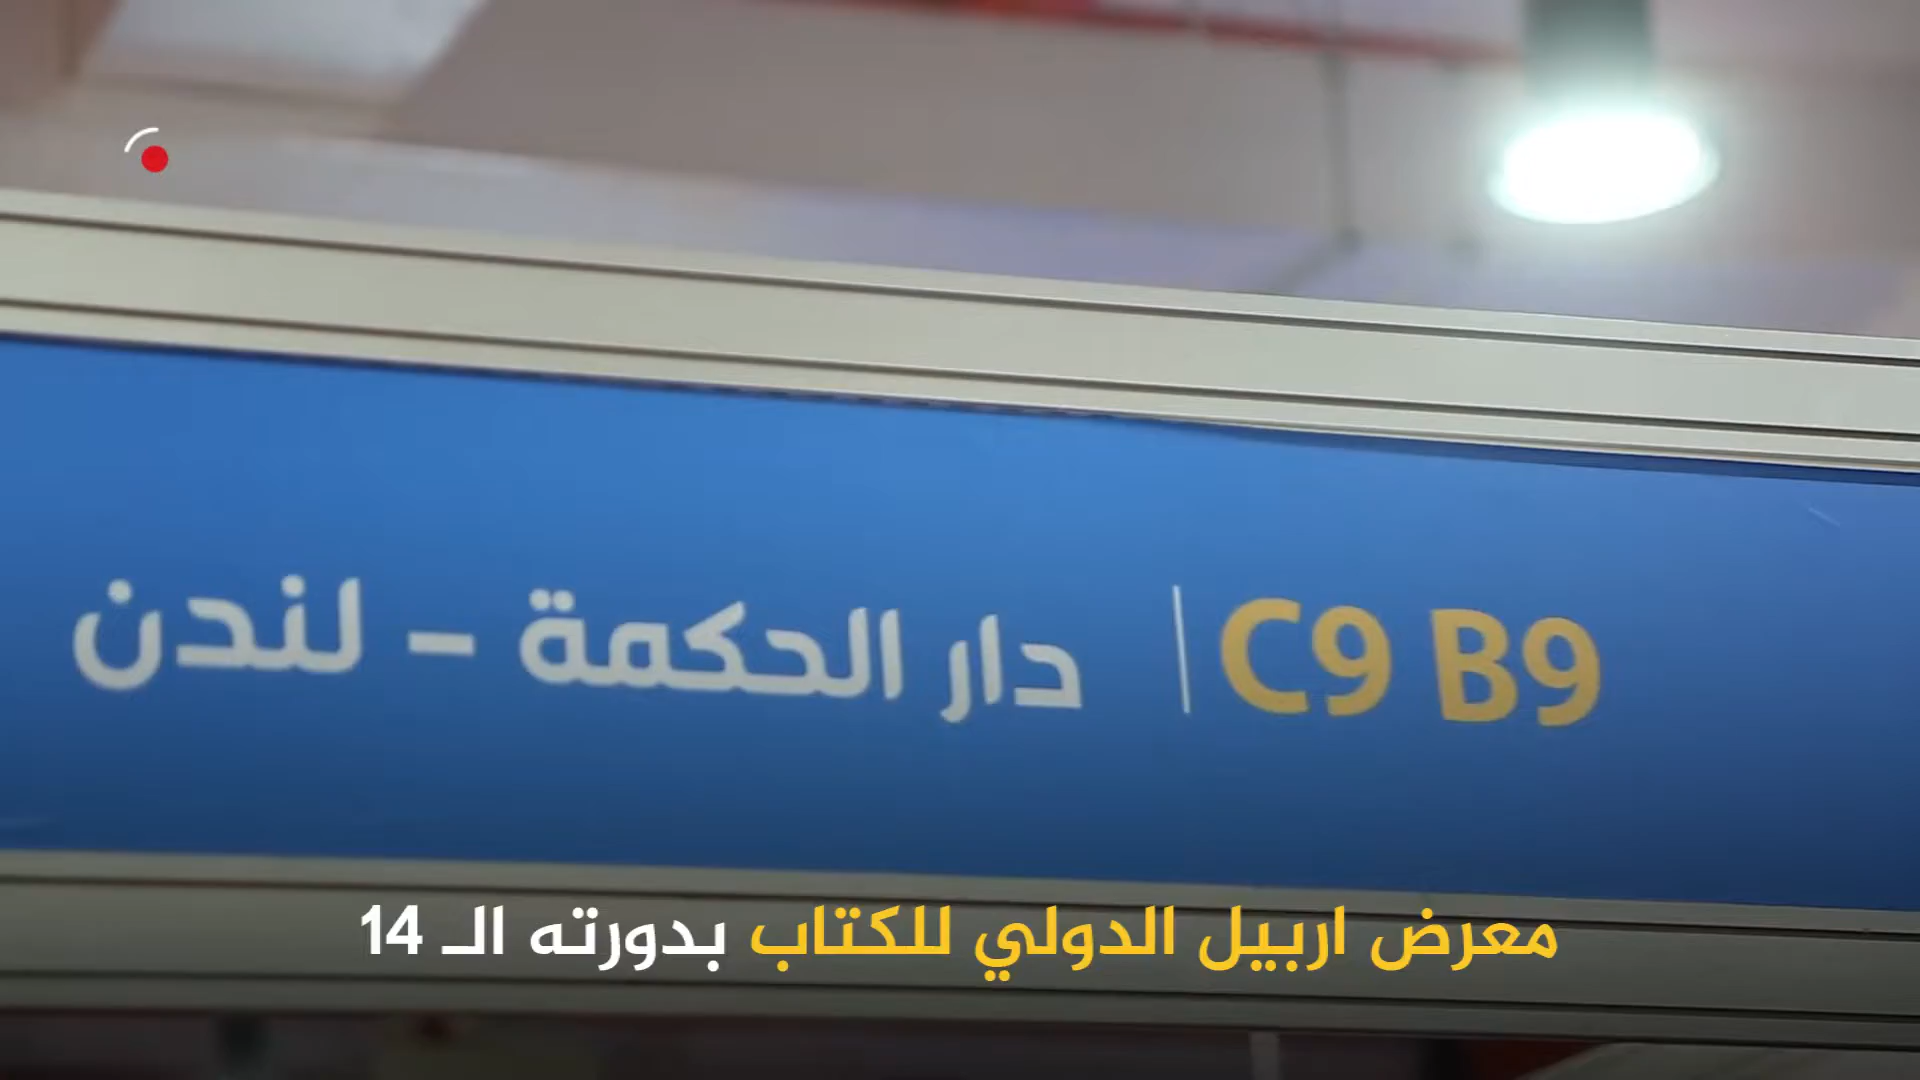 C9 B9 | دار الحكمة - لندن
معرض اربيل الدولي للكتاب بدورته الـ 14